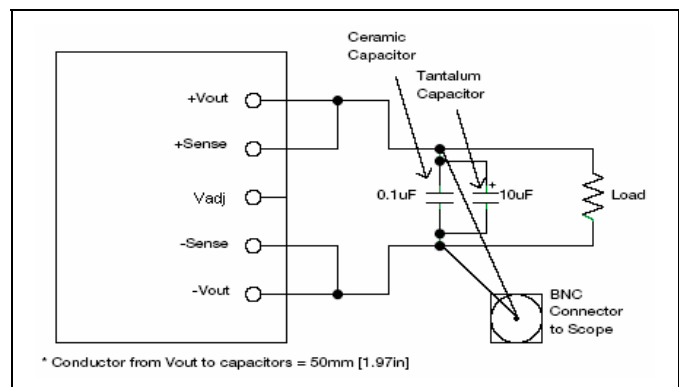 Ceramic
Capacitor
Tantalum
Capacitor
+Vout
+Sense
Vadj
-Sense
-Vout
0.1uF
+
10uF
Load
BNC
Connector
to Scope
* Conductor from Vout to capacitors = 50mm [1.97in]